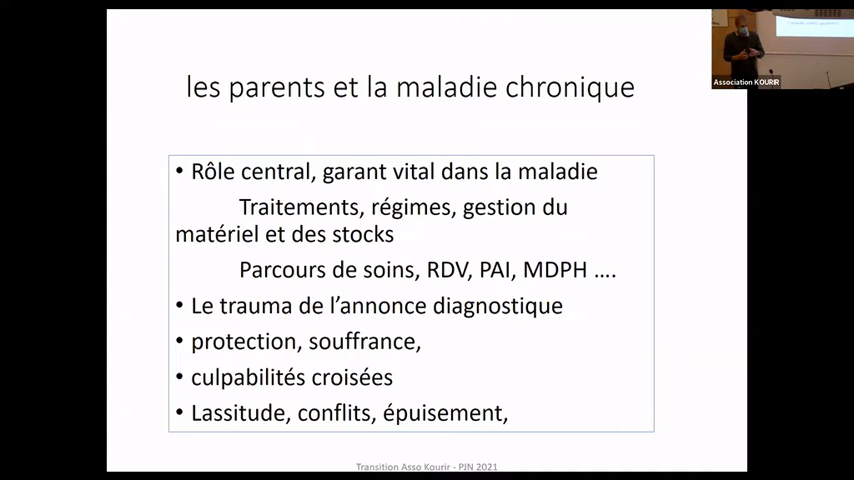 les parents et la maladie chronique
Association KOURIR
• Rôle central, garant vital dans la maladie
Traitements, régimes, gestion du
matériel et des stocks
Parcours de soins, RDV, PAI, MDPH ....
• Le trauma de l'annonce diagnostique
• protection, souffrance,
• culpabilités croisées
• Lassitude, conflits, épuisement,
Transition Asso Kourir - PJN 2021